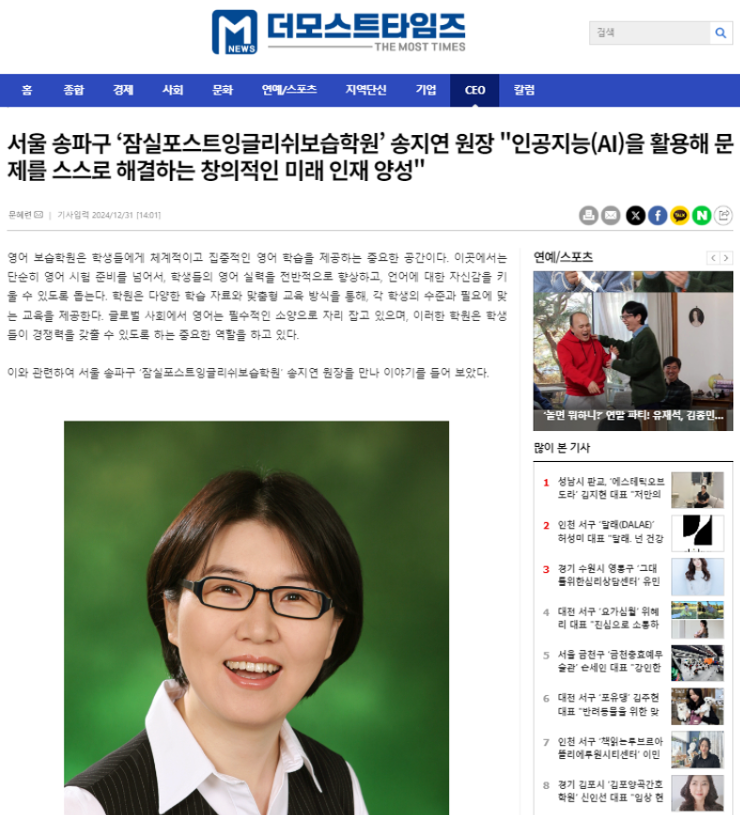 M
NEWS
더모스트타임즈
THE MOST TIMES
검색
홈 종합 경제 사회 문화 연예/스포츠 지역단신 기업 CEO 칼럼
서울 송파구 ‘잠실포스트잉글리쉬보습학원’ 송지연 원장 "인공지능(AI)을 활용해 문
제를 스스로 해결하는 창의적인 미래 인재 양성"
문혜련 | 기사입력 2024/12/31 [14:01]
영어 보습학원은 학생들에게 체계적이고 집중적인 영어 학습을 제공하는 중요한 공간이다. 이곳에서는
단순히 영어 시험 준비를 넘어서, 학생들의 영어 실력을 전반적으로 향상하고, 언어에 대한 자신감을 키
울 수 있도록 돕는다. 학원은 다양한 학습 자료와 맞춤형 교육 방식을 통해, 각 학생의 수준과 필요에 맞
는 교육을 제공한다. 글로벌 사회에서 영어는 필수적인 소양으로 자리 잡고 있으며, 이러한 학원은 학생
들이 경쟁력을 갖출 수 있도록 하는 중요한 역할을 하고 있다.
이와 관련하여 서울 송파구 ‘잠실포스트잉글리쉬보습학원’ 송지연 원장을 만나 이야기를 들어 보았다.
연예/스포츠
‘놀면 뭐하니?’ 연말 파티! 유재석, 김종민...
많이 본 기사
1 성남시 판교, ‘에스테틱오브
도라’ 김지현 대표 “저만의
2 인천 서구 ‘달래(DALAE)’
허성미 대표 “달래. 넌 건강
3 경기 수원시 영통구 ‘그대
를위한심리상담센터’ 유민
4 대전 서구 ‘요가심월’ 위혜
리 대표 “진심으로 소통하
5 서울 금천구 ‘금천충효예무
술관’ 순세인 대표 “강인한
6 대전 서구 ‘포유댕’ 김주현
대표 “반려동물을 위한 맞
7 인천 서구 ‘책읽는루브르아
뜰리에루원시티센터’ 이민
8 경기 김포시 ‘김포양곡간호
학원’ 신인선 대표 “임상 현